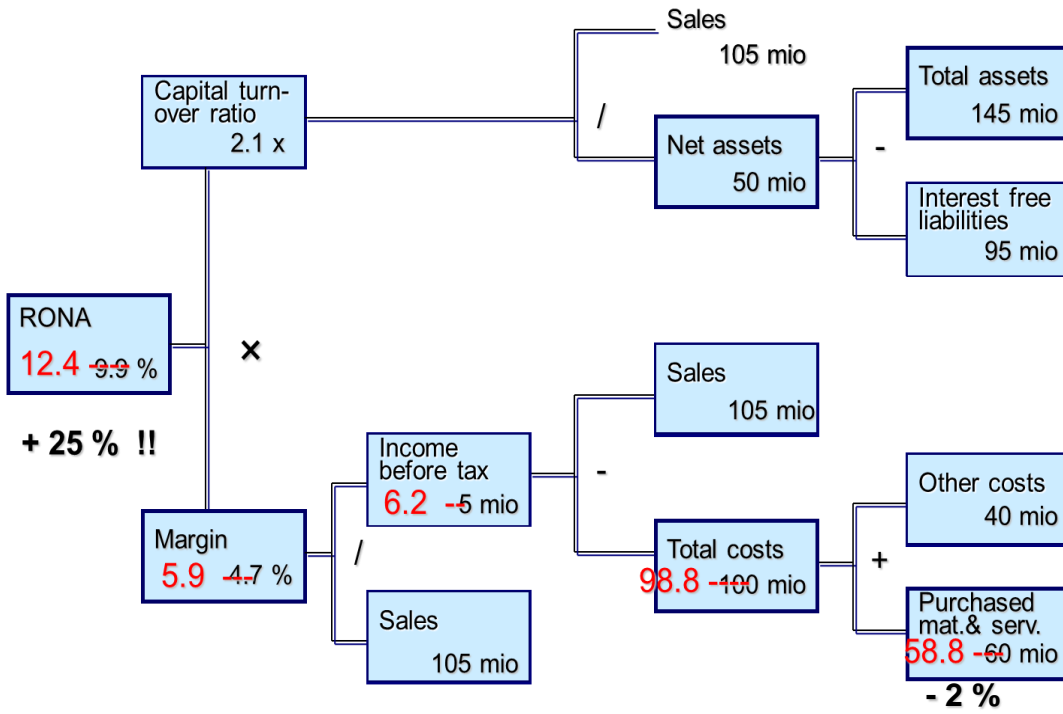 Sales
105 mio
Capital turn-
over ratio
2.1 x
/
Net assets
50 mio
-
Total assets
145 mio
Interest free
liabilities
95 mio
RONA
12.4 9.9 %
+ 25 % !!
×
Sales
105 mio
Income
before tax
6.2 5 mio
-
Margin
5.9 4.7 %
/
Sales
105 mio
Total costs
98.8 100 mio
+
Other costs
40 mio
Purchased
mat.& serv.
58.8 60 mio
- 2 %